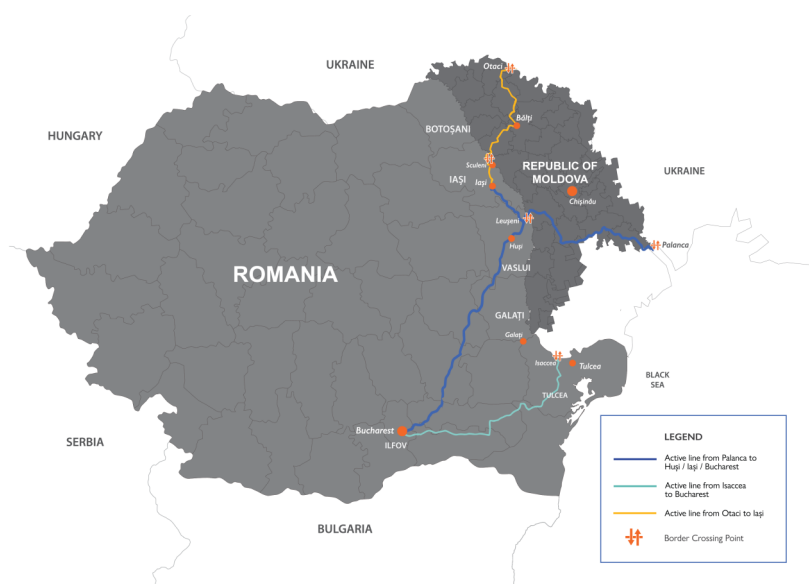 UKRAINE
Otaci
HUNGARY
BOTOȘANI
Bălți
REPUBLIC OF
MOLDOVA
UKRAINE
Sculeni
IAȘI
Iași
Chișinău
Leușeni
Huși
Palanca
ROMANIA
VASLUI
GALAȚI
Galați
Isaccea
Tulcea
BLACK
SEA
TULCEA
Bucharest
ILFOV
SERBIA
BULGARIA
LEGEND
Active line from Palanca to
Huși / Iași / Bucharest
Active line from Isaccea
to Bucharest
Active line from Otaci to Iași
Border Crossing Point